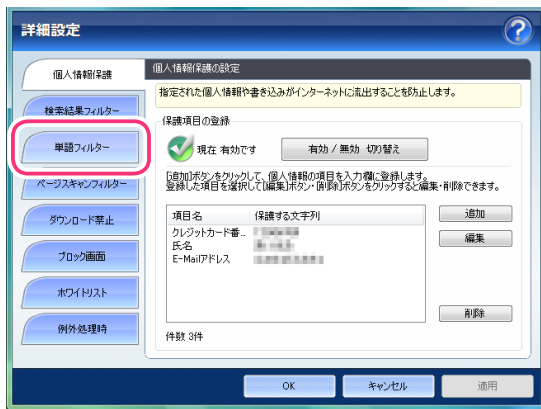 詳細設定
?
個人情報保護
検索結果フィルター
単語フィルター
ページスキャンフィルター
ダウンロード禁止
ブロック画面
ホワイトリスト
例外処理時
個人情報保護の設定
指定された個人情報や書き込みがインターネットに流出することを防止します。
保護項目の登録
現在 有効です
有効 / 無効 切り替え
[追加]ボタンをクリックして、個人情報の項目を入力欄に登録します。
登録した項目を選択して[編集]ボタン・[削除]ボタンをクリックすると編集・削除できます。
項目名 保護する文字列
クレジットカード番..
氏名
E-Mailアドレス
追加
編集
削除
件数 3件
OK キャンセル 適用